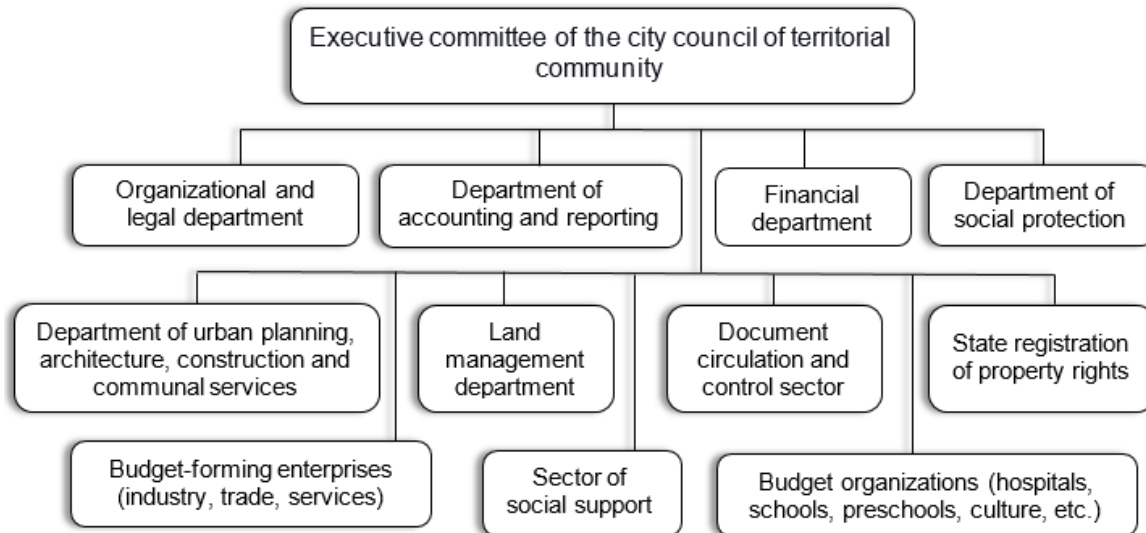 Executive committee of the city council of territorial
community
Organizational and
legal department
Department of
accounting and reporting
Financial
department
Department of
social protection
Department of urban planning,
architecture, construction and
communal services
Land
management
department
Document
circulation and
control sector
State registration
of property rights
Budget-forming enterprises
(industry, trade, services)
Sector of
social support
Budget organizations (hospitals,
schools, preschools, culture, etc.)